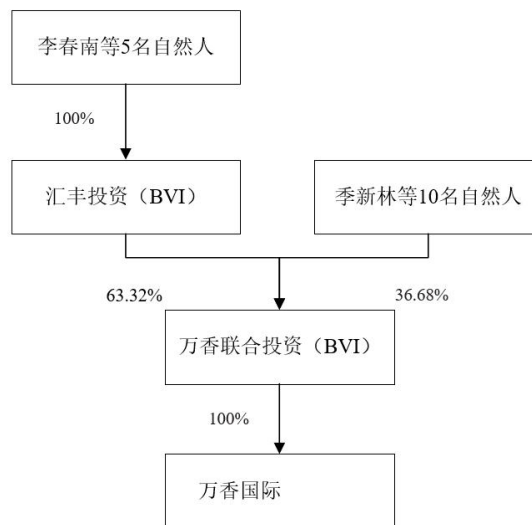 李春南等5名自然人
100%
汇丰投资（BVI）
季新林等10名自然人
63.32%
36.68%
万香联合投资（BVI）
100%
万香国际